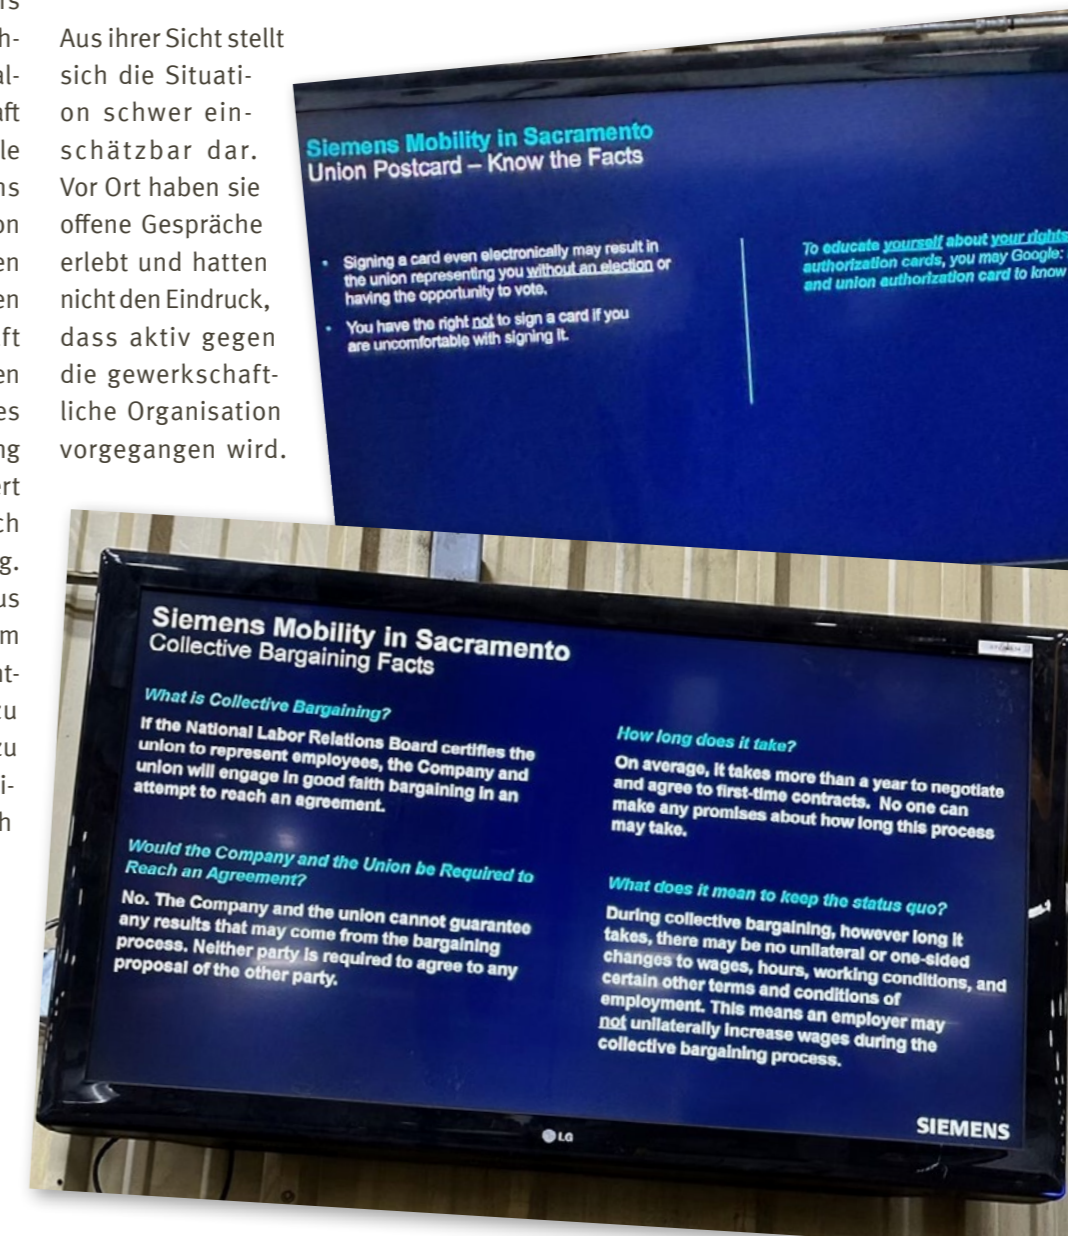 Aus ihrer Sicht stellt
sich die Situati-
on schwer ein-
schätzbar dar.
Vor Ort haben sie
offene Gespräche
erlebt und hatten
nicht den Eindruck,
dass aktiv gegen
die gewerkschaft-
liche Organisation
vorgegangen wird.
Siemens Mobility in Sacramento
Union Postcard – Know the Facts
• Signing a card even electronically may result in
the union representing you without an election or
having the opportunity to vote.
• You have the right not to sign a card if you
are uncomfortable with signing it.
To educate yourself about your rights
authorization cards, you may Google:
and union authorization card to know
Siemens Mobility in Sacramento
Collective Bargaining Facts
What is Collective Bargaining?
If the National Labor Relations Board certifies the
union to represent employees, the Company and
union will engage in good faith bargaining in an
attempt to reach an agreement.
Would the Company and the Union be Required to
Reach an Agreement?
No. The Company and the union cannot guarantee
any results that may come from the bargaining
process. Neither party is required to agree to any
proposal of the other party.
How long does it take?
On average, it takes more than a year to negotiate
and agree to first-time contracts. No one can
make any promises about how long this process
may take.
What does it mean to keep the status quo?
During collective bargaining, however long it
takes, there may be no unilateral or one-sided
changes to wages, hours, working conditions, and
certain other terms and conditions of
employment. This means an employer may
not unilaterally increase wages during the
collective bargaining process.
SIEMENS
LG